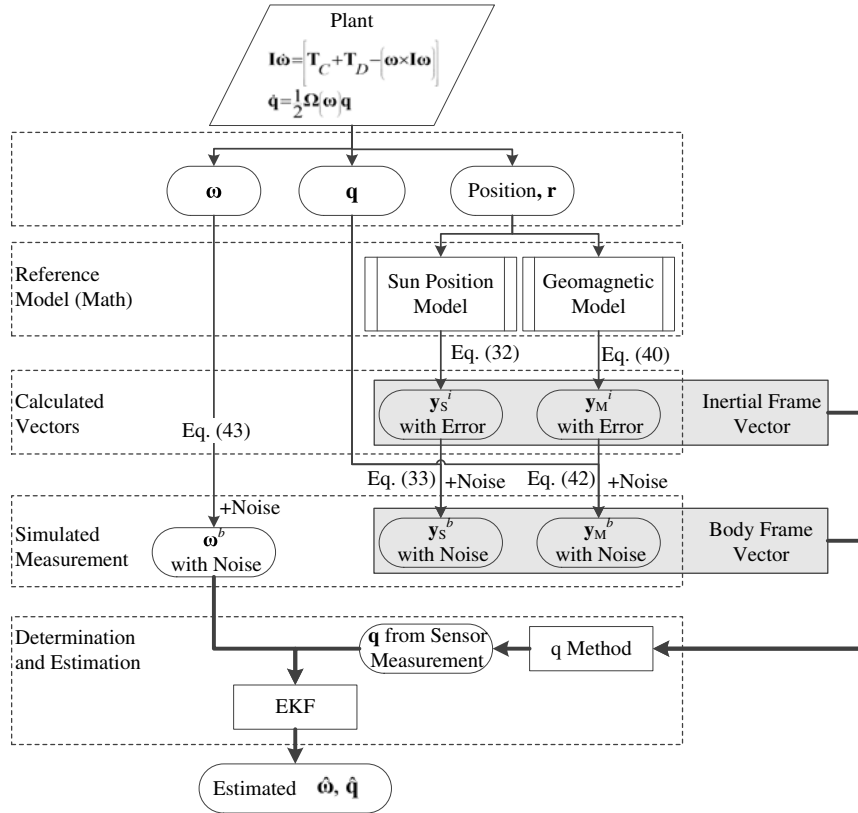 Plant
Iω̇=[T_C+T_D-(ω×Iω)]
q̇=1/2Ω(ω)q
ω
q
Position, r
Reference
Model (Math)
Sun Position
Model
Geomagnetic
Model
Eq. (32)
Eq. (40)
Calculated
Vectors
y_S^i
with Error
y_M^i
with Error
Inertial Frame
Vector
Eq. (43)
Eq. (33)
+Noise
Eq. (42)
+Noise
+Noise
Simulated
Measurement
ω^b
with Noise
y_S^b
with Noise
y_M^b
with Noise
Body Frame
Vector
Determination
and Estimation
q from Sensor
Measurement
q Method
EKF
Estimated ω̂, q̂